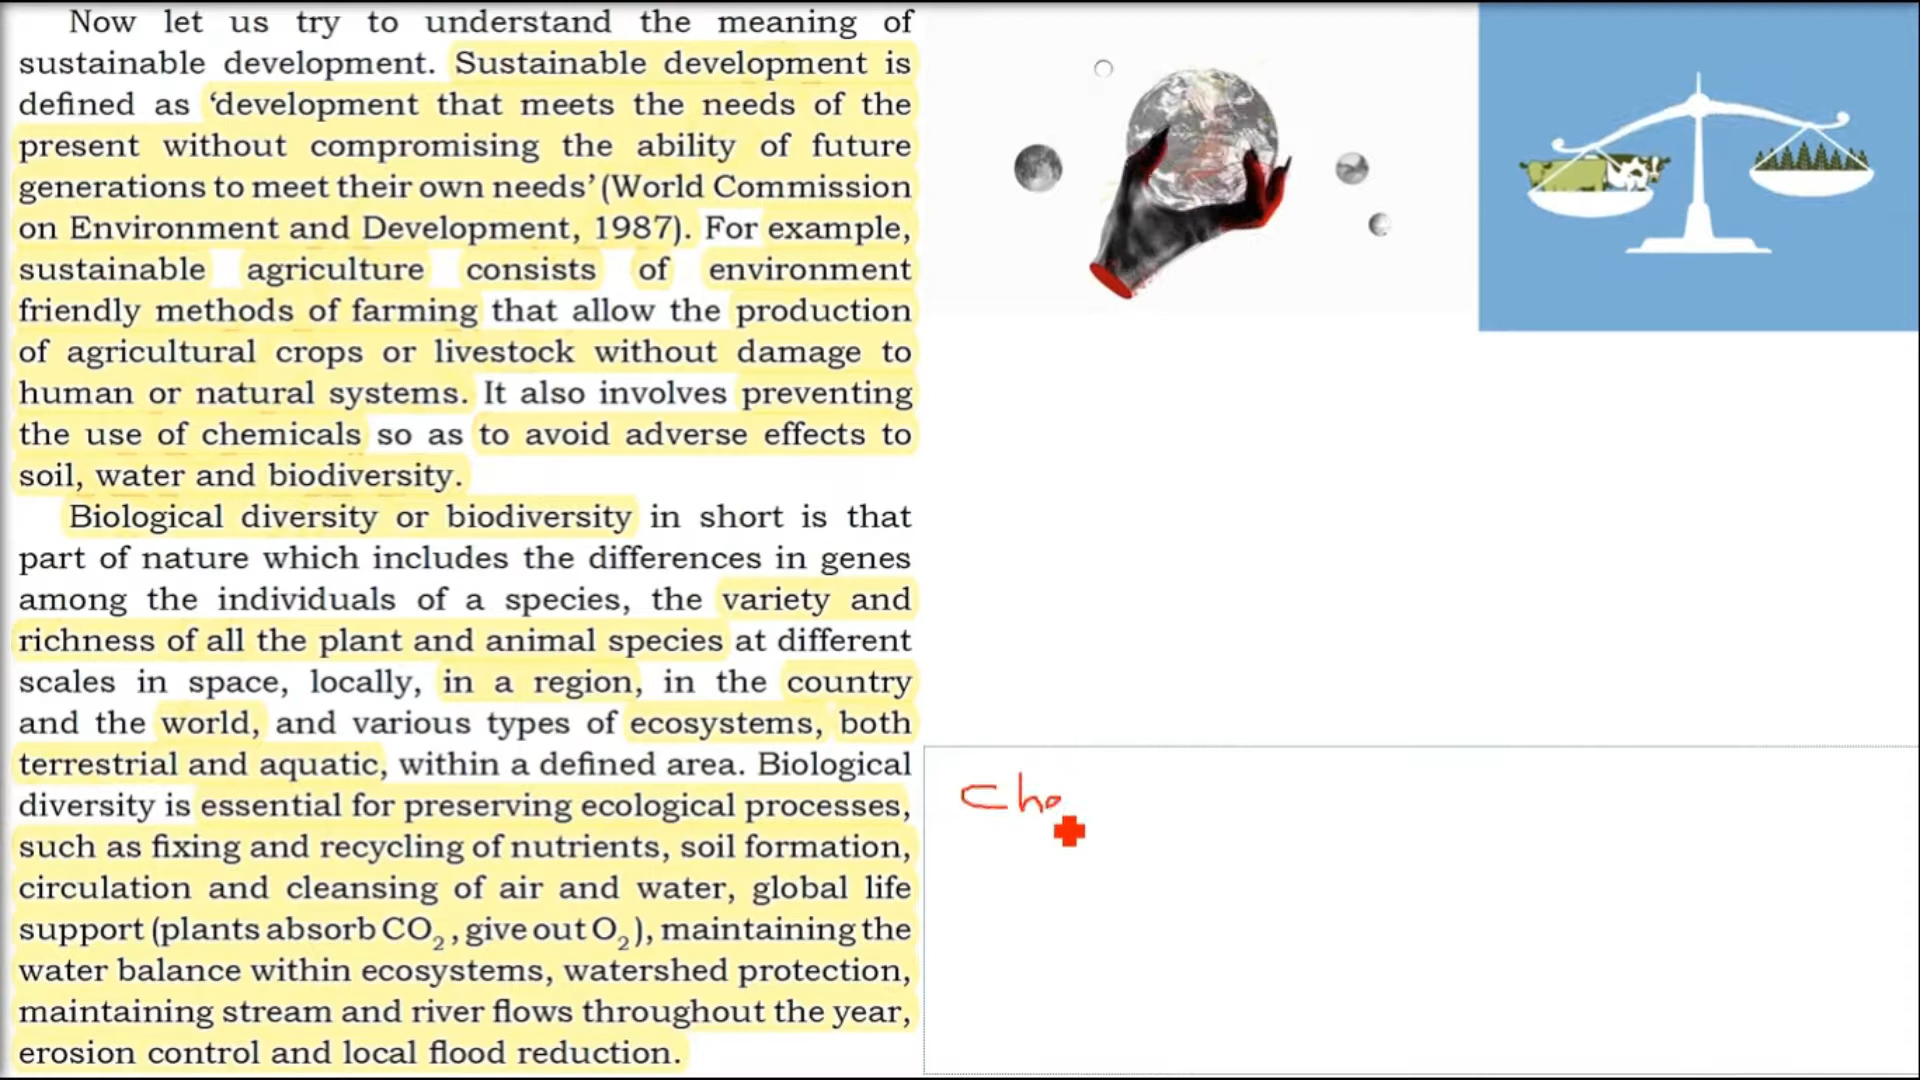 Now let us try to understand the meaning of
sustainable development. Sustainable development is
defined as ‘development that meets the needs of the
present without compromising the ability of future
generations to meet their own needs’ (World Commission
on Environment and Development, 1987). For example,
sustainable agriculture consists of environment
friendly methods of farming that allow the production
of agricultural crops or livestock without damage to
human or natural systems. It also involves preventing
the use of chemicals so as to avoid adverse effects to
soil, water and biodiversity.
Biological diversity or biodiversity in short is that
part of nature which includes the differences in genes
among the individuals of a species, the variety and
richness of all the plant and animal species at different
scales in space, locally, in a region, in the country
and the world, and various types of ecosystems, both
terrestrial and aquatic, within a defined area. Biological
diversity is essential for preserving ecological processes,
such as fixing and recycling of nutrients, soil formation,
circulation and cleansing of air and water, global life
support (plants absorb CO₂, give out O₂), maintaining the
water balance within ecosystems, watershed protection,
maintaining stream and river flows throughout the year,
erosion control and local flood reduction.
Cho